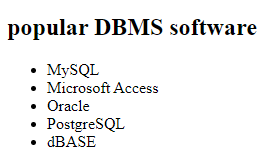 popular DBMS software
MySQL
Microsoft Access
Oracle
PostgreSQL
dBASE